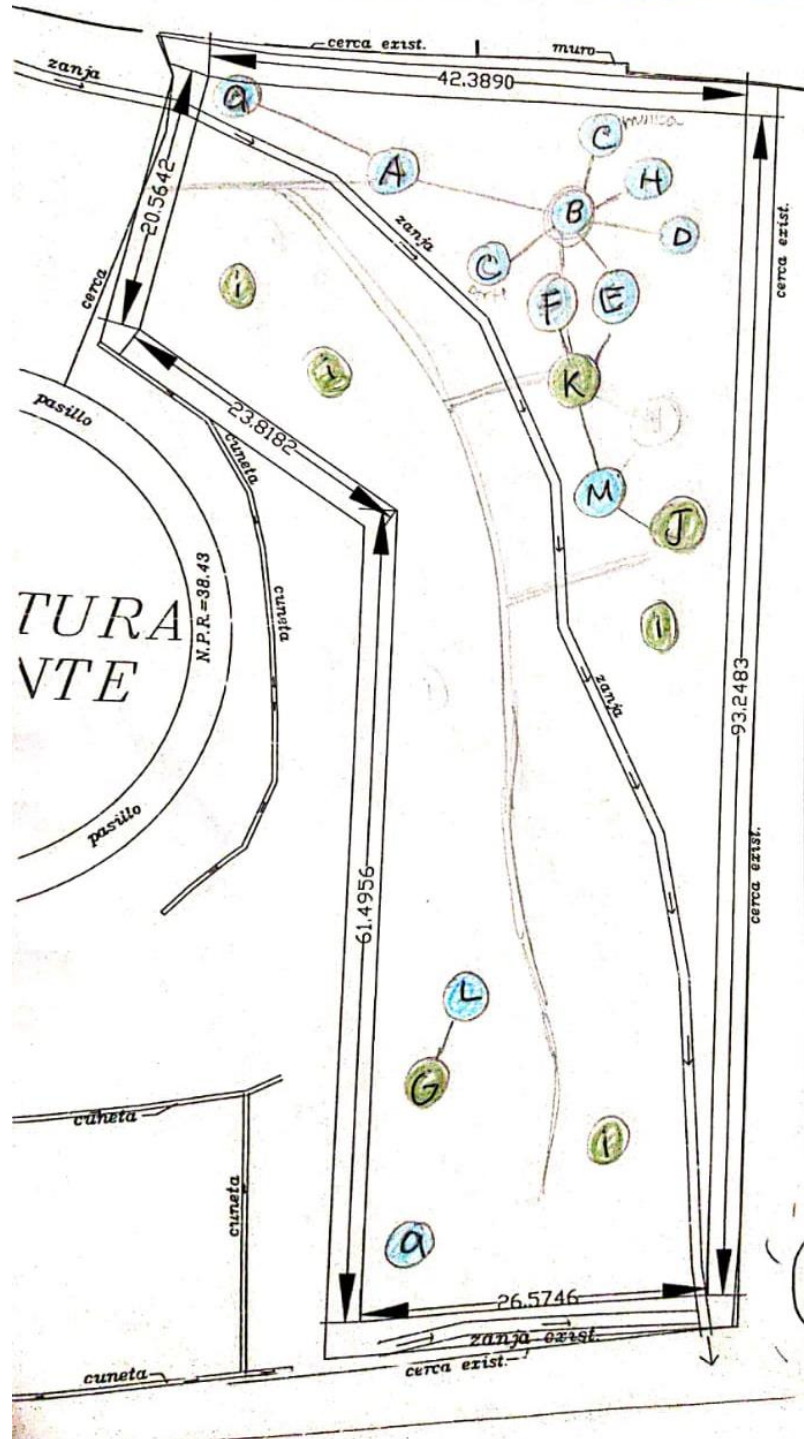 cerca exist.
muro
zanja
42.3890
a
C
A
H
B
D
20.5642
zanja
cerca exist.
C
cerca
i
F
E
i
K
pasillo
23.8182
cuneta
M
J
TURA
NTE
N.P.R.=38.43
cuneta
i
zanja
93.2483
pasillo
cerca exist.
61.4956
L
G
cuneta
i
cuneta
a
26.5746
zanja exist.
cerca exist.
cuneta